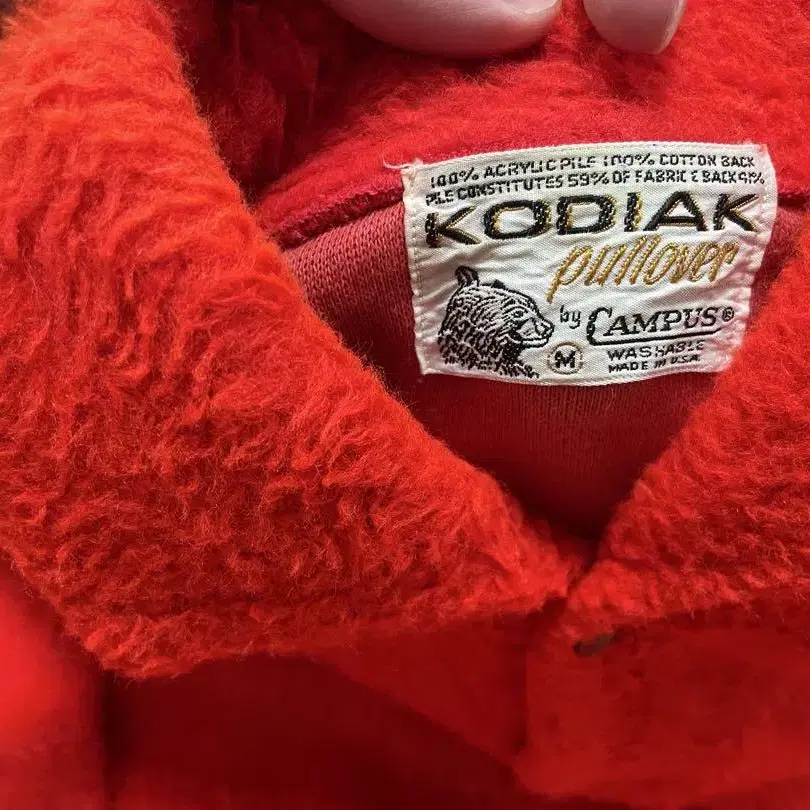 100% ACRYLIC PILE 100% COTTON BACK
PILE CONSTITUTES 59% OF FABRIC & BACK 41%
KODIAK
pullover
by CAMPUS®
M
WASHABLE
MADE IN U.S.A.